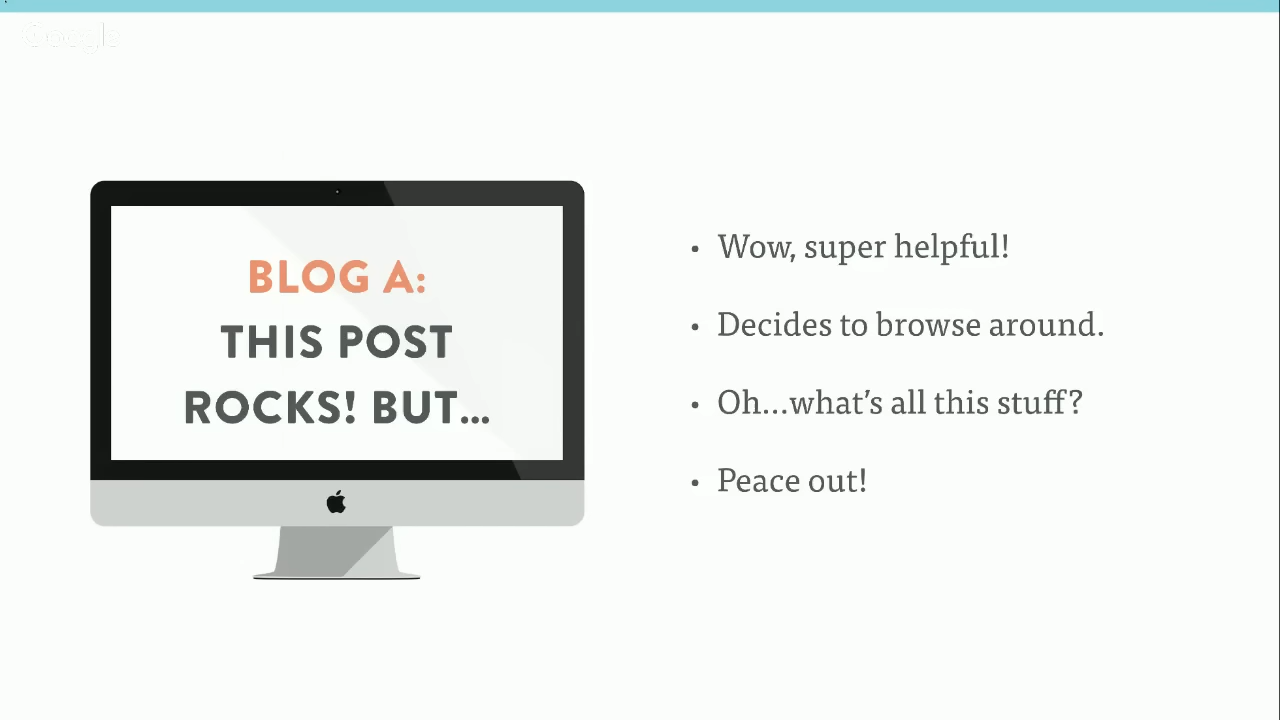 Google
BLOG A:
THIS POST
ROCKS! BUT...
• Wow, super helpful!
• Decides to browse around.
• Oh...what's all this stuff?
• Peace out!